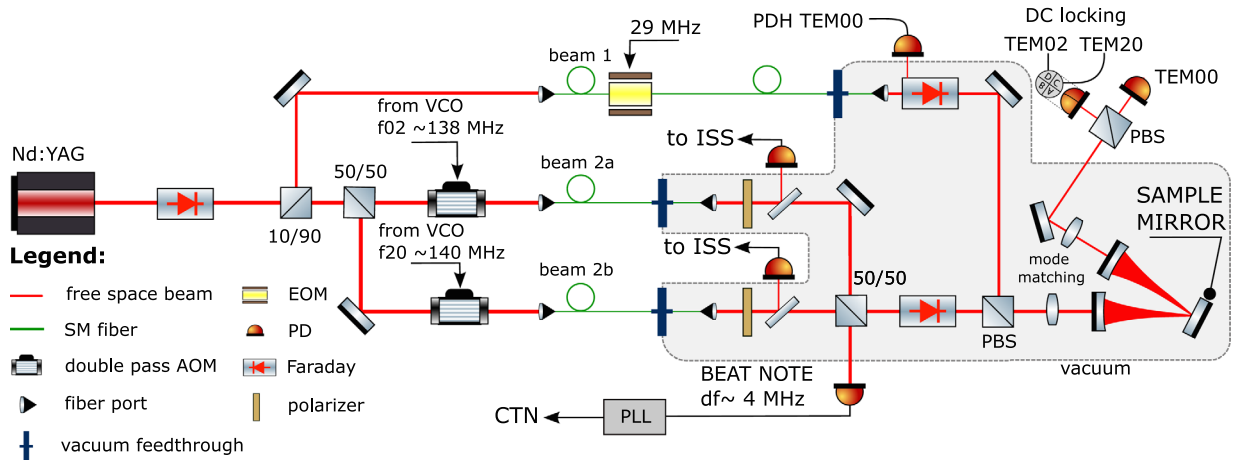 PDH TEM00
DC locking
TEM02
TEM20
D
C
B
A
TEM00
PBS
29 MHz
beam 1
from VCO
f02 ~138 MHz
Nd:YAG
50/50
beam 2a
to ISS
10/90
from VCO
f20 ~140 MHz
beam 2b
to ISS
50/50
SAMPLE
MIRROR
mode
matching
PBS
vacuum
BEAT NOTE
df~ 4 MHz
PLL
CTN
Legend:
free space beam
EOM
SM fiber
PD
double pass AOM
Faraday
fiber port
polarizer
vacuum feedthrough